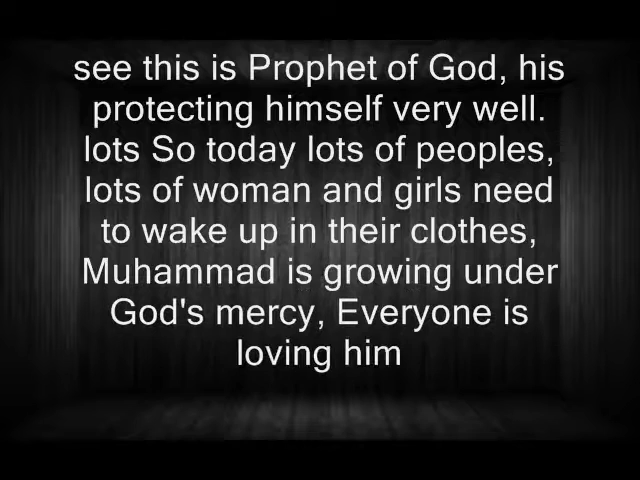 see this is Prophet of God, his
protecting himself very well.
lots So today lots of peoples,
lots of woman and girls need
to wake up in their clothes,
Muhammad is growing under
God's mercy, Everyone is
loving him